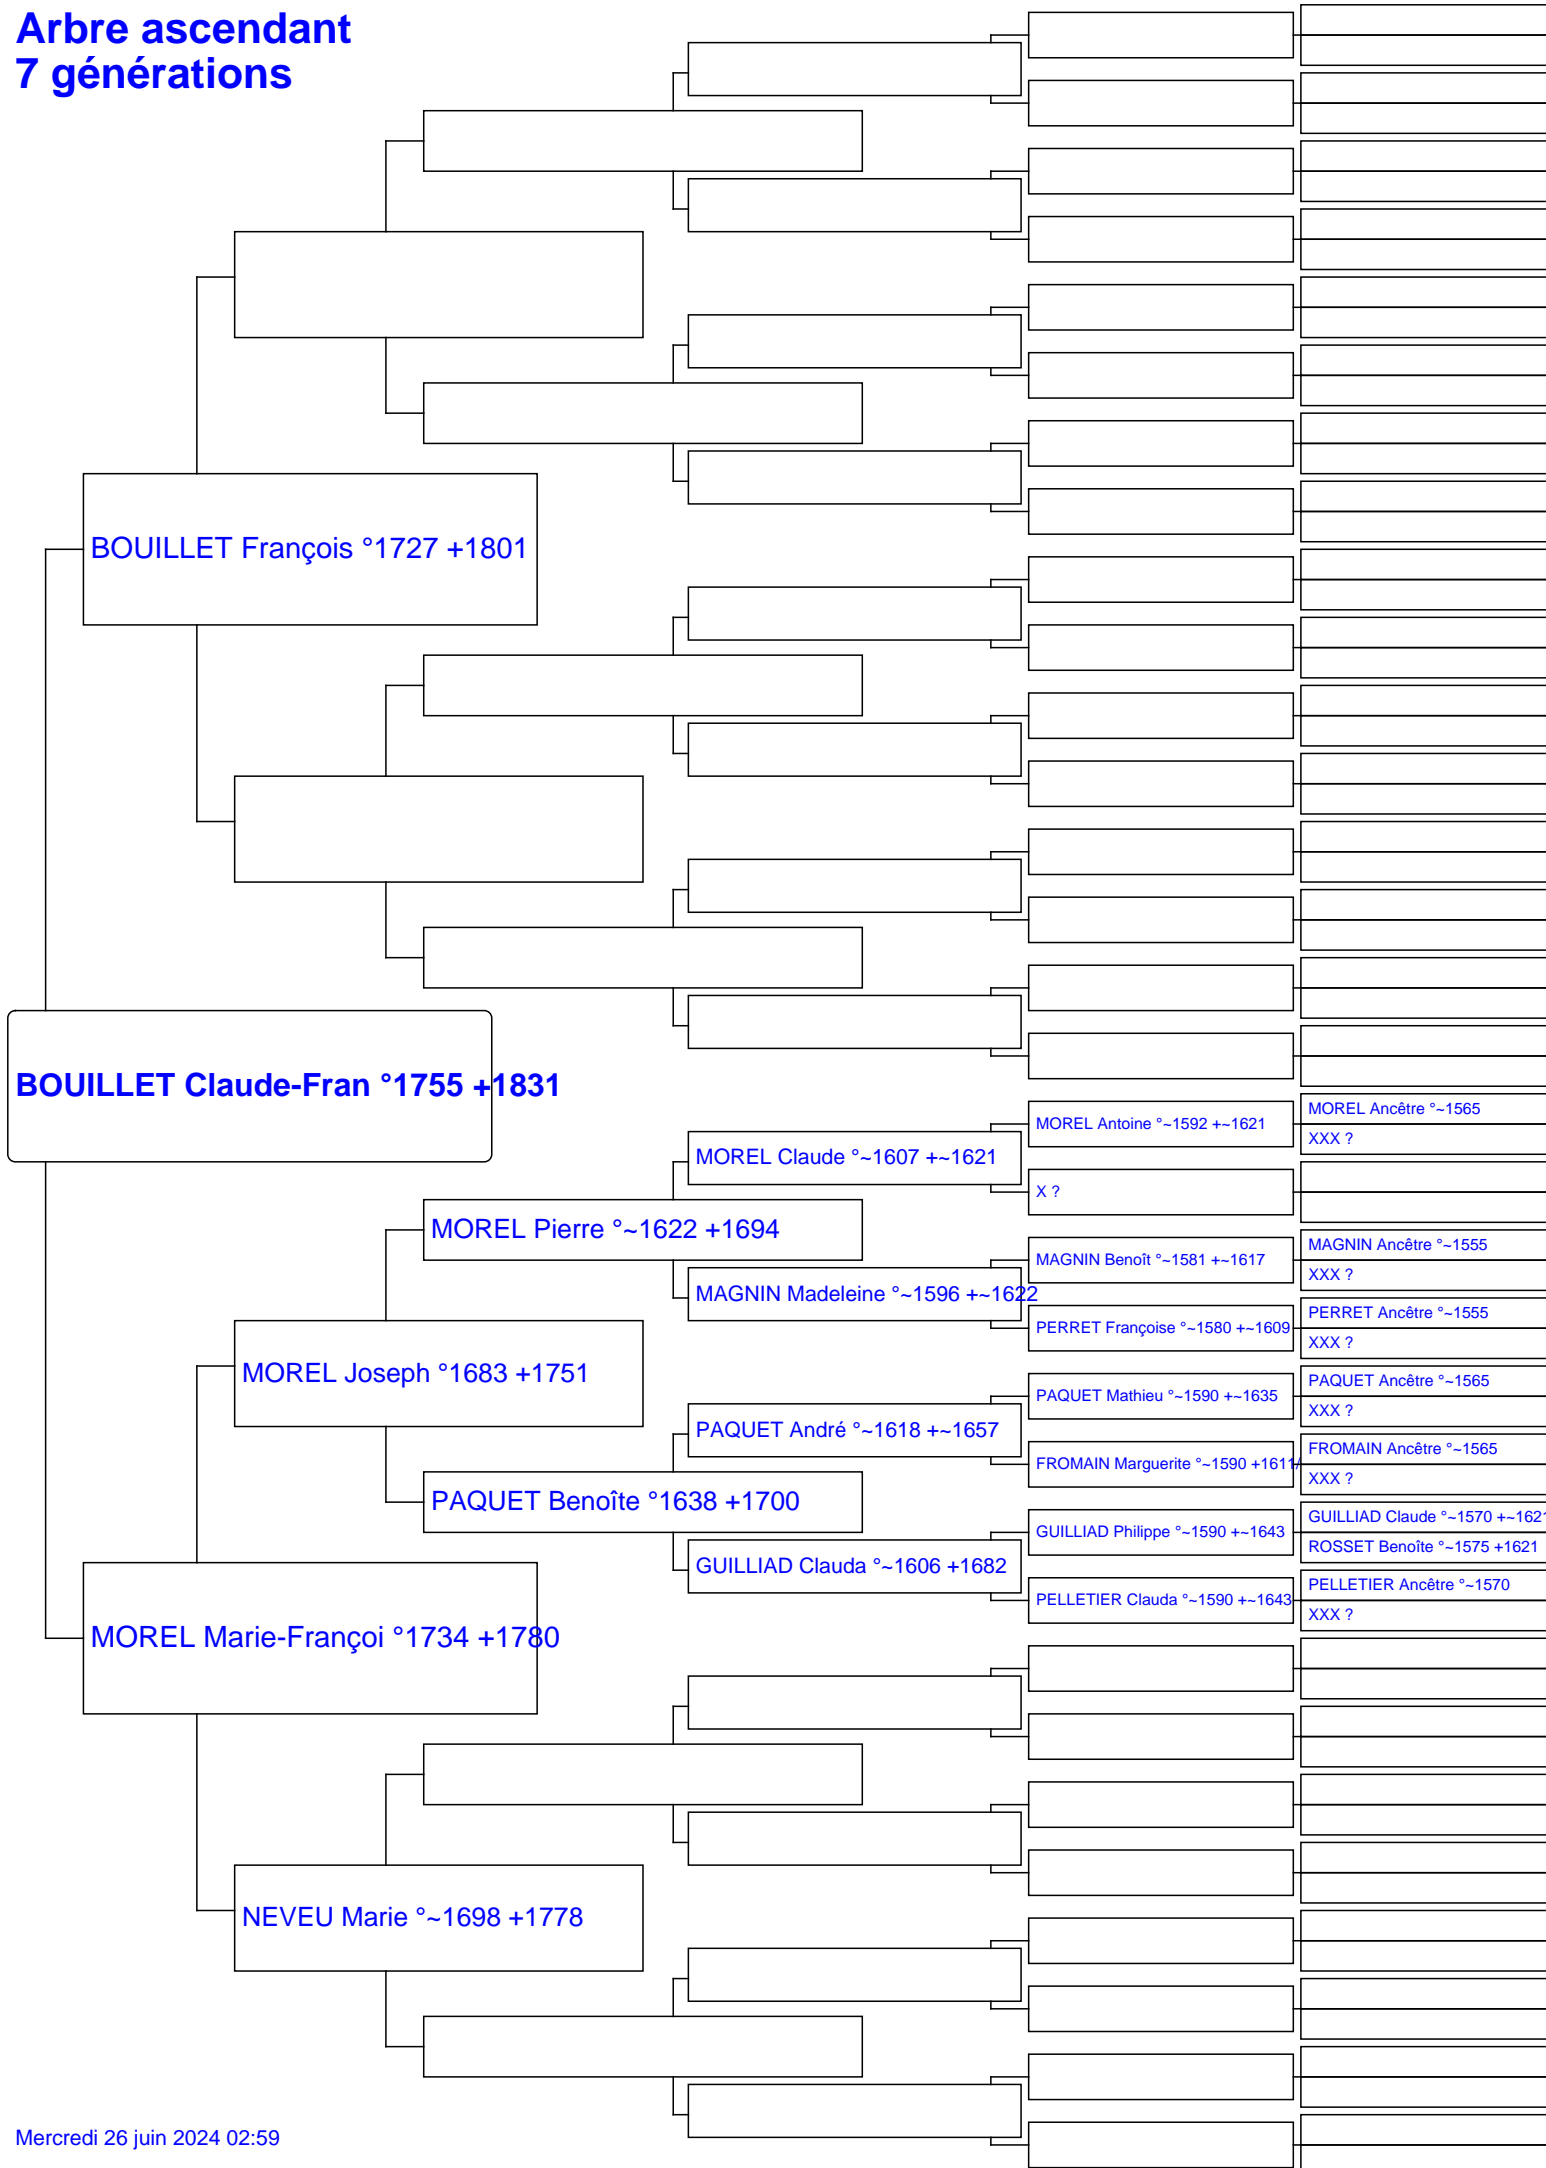 Arbre ascendant
7 générations
BOUILLET François °1727 +1801
BOUILLET Claude-Fran °1755 +1831
MOREL Ancêtre °~1565
MOREL Antoine °~1592 +~1621
XXX ?
MOREL Claude °~1607 +~1621
X ?
MOREL Pierre °~1622 +1694
MAGNIN Ancêtre °~1555
MAGNIN Benoît °~1581 +~1617
XXX ?
MAGNIN Madeleine °~1596 +~1622
PERRET Ancêtre °~1555
PERRET Françoise °~1580 +~1609
XXX ?
MOREL Joseph °1683 +1751
PAQUET Ancêtre °~1565
PAQUET Mathieu °~1590 +~1635
XXX ?
PAQUET André °~1618 +~1657
FROMAIN Ancêtre °~1565
FROMAIN Marguerite °~1590 +1611/
XXX ?
PAQUET Benoîte °1638 +1700
GUILLIAD Claude °~1570 +~1621
GUILLIAD Philippe °~1590 +~1643
ROSSET Benoîte °~1575 +1621
GUILLIAD Clauda °~1606 +1682
PELLETIER Ancêtre °~1570
PELLETIER Clauda °~1590 +~1643
XXX ?
MOREL Marie-Françoi °1734 +1780
NEVEU Marie °~1698 +1778
Mercredi 26 juin 2024 02:59